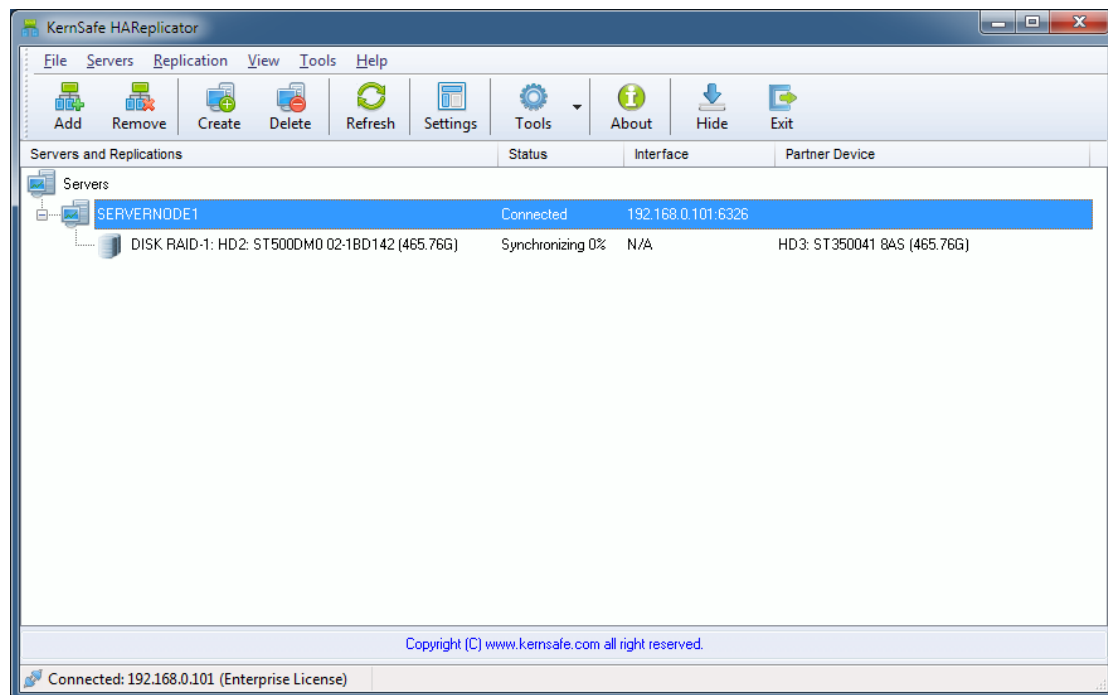 KernSafe HAReplicator
File Servers Replication View Tools Help
Add Remove Create Delete Refresh Settings Tools About Hide Exit
Servers and Replications Status Interface Partner Device
Servers
SERVERNODE1 Connected 192.168.0.101:6326
DISK RAID-1: HD2: ST500DM0 02-1BD142 (465.76G) Synchronizing 0% N/A HD3: ST350041 8AS (465.76G)
Copyright (C) www.kernsafe.com all right reserved.
Connected: 192.168.0.101 (Enterprise License)